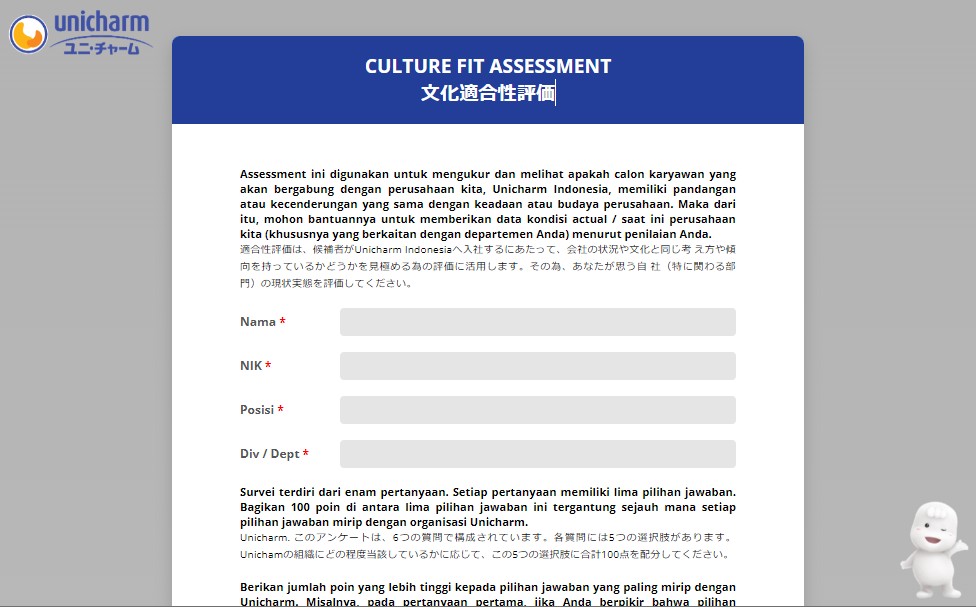 unicharm
ユニ・チャーム
CULTURE FIT ASSESSMENT
文化適合性評価
Assessment ini digunakan untuk mengukur dan melihat apakah calon karyawan yang
akan bergabung dengan perusahaan kita, Unicharm Indonesia, memiliki pandangan
atau kecenderungan yang sama dengan keadaan atau budaya perusahaan. Maka dari
itu, mohon bantuannya untuk memberikan data kondisi actual / saat ini perusahaan
kita (khususnya yang berkaitan dengan departemen Anda) menurut penilaian Anda.
適合性評価は、候補者がUnicharm Indonesiaへ入社するにあたって、会社の状況や文化と同じ考 え方や傾
向を持っているかどうかを見極める為の評価に活用します。その為、あなたが思う自 社（特に関わる部
門）の現状実態を評価してください。
Nama *
NIK *
Posisi *
Div / Dept *
Survei terdiri dari enam pertanyaan. Setiap pertanyaan memiliki lima pilihan jawaban.
Bagikan 100 poin di antara lima pilihan jawaban ini tergantung sejauh mana setiap
pilihan jawaban mirip dengan organisasi Unicharm.
Unicharm. このアンケートは、6つの質問で構成されています。各質問には5つの選択肢があります。
Unichamの組織にどの程度当該しているかに応じて、この5つの選択肢に合計100点を配分してください。
Berikan jumlah poin yang lebih tinggi kepada pilihan jawaban yang paling mirip dengan
Unicharm. Misalnya, pada pertanyaan pertama, jika Anda berpikir bahwa pilihan